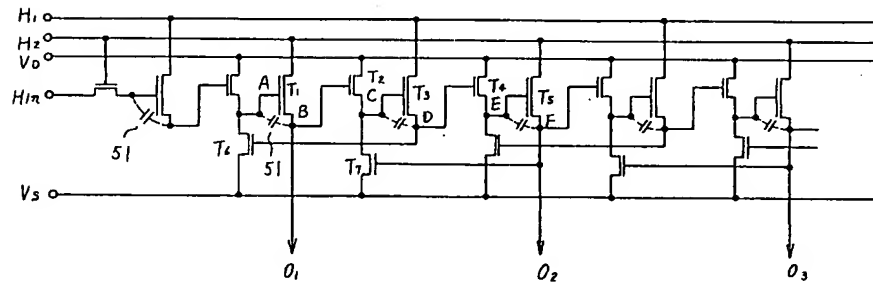 H1
H2
VD
A T1 T2 T4
C T3 E T5
HIn B D F
51 T6 51 T7
VS
O1 O2 O3